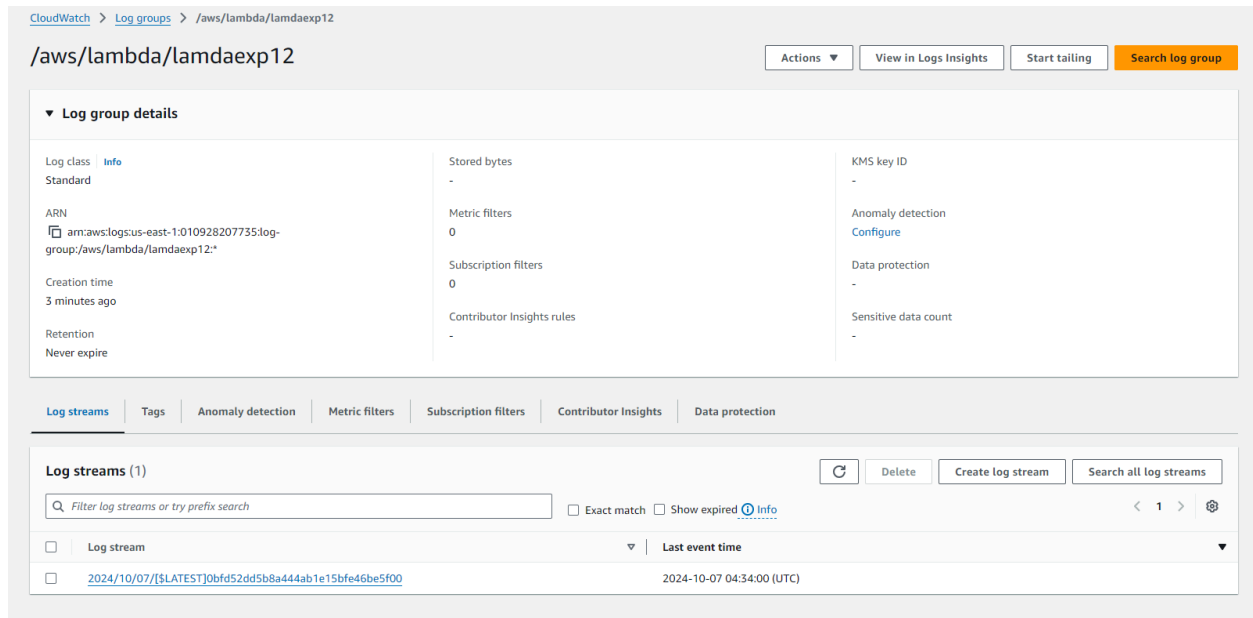 CloudWatch > Log groups > /aws/lambda/lamdaexp12
/aws/lambda/lamdaexp12
Actions ▼ View in Logs Insights Start tailing Search log group
▼ Log group details
Log class Info
Standard
ARN
arn:aws:logs:us-east-1:010928207735:log-
group:/aws/lambda/lamdaexp12:*
Creation time
3 minutes ago
Retention
Never expire
Stored bytes
-
Metric filters
0
Subscription filters
0
Contributor Insights rules
-
KMS key ID
-
Anomaly detection
Configure
Data protection
-
Sensitive data count
-
Log streams Tags Anomaly detection Metric filters Subscription filters Contributor Insights Data protection
Log streams (1)
Delete Create log stream Search all log streams
Filter log streams or try prefix search
Exact match Show expired Info
< 1 >
Log stream Last event time
2024/10/07/[$LATEST]0bfd52dd5b8a444ab1e15bfe46be5f00 2024-10-07 04:34:00 (UTC)